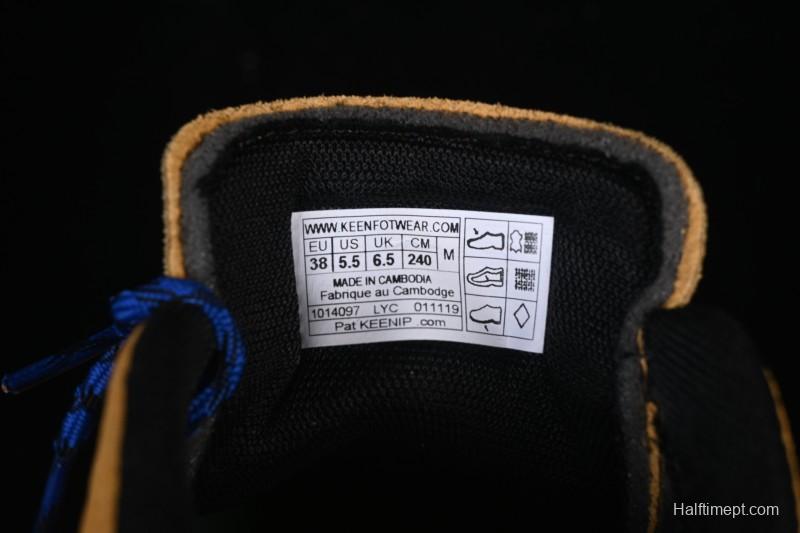 WWW.KEENFOTWEAR.COM
EU US UK CM M
38 5.5 6.5 240
MADE IN CAMBODIA
Fabrique au Cambodge
1014097 LYC 011119
Pat KEENIP .com
Halftimept.com